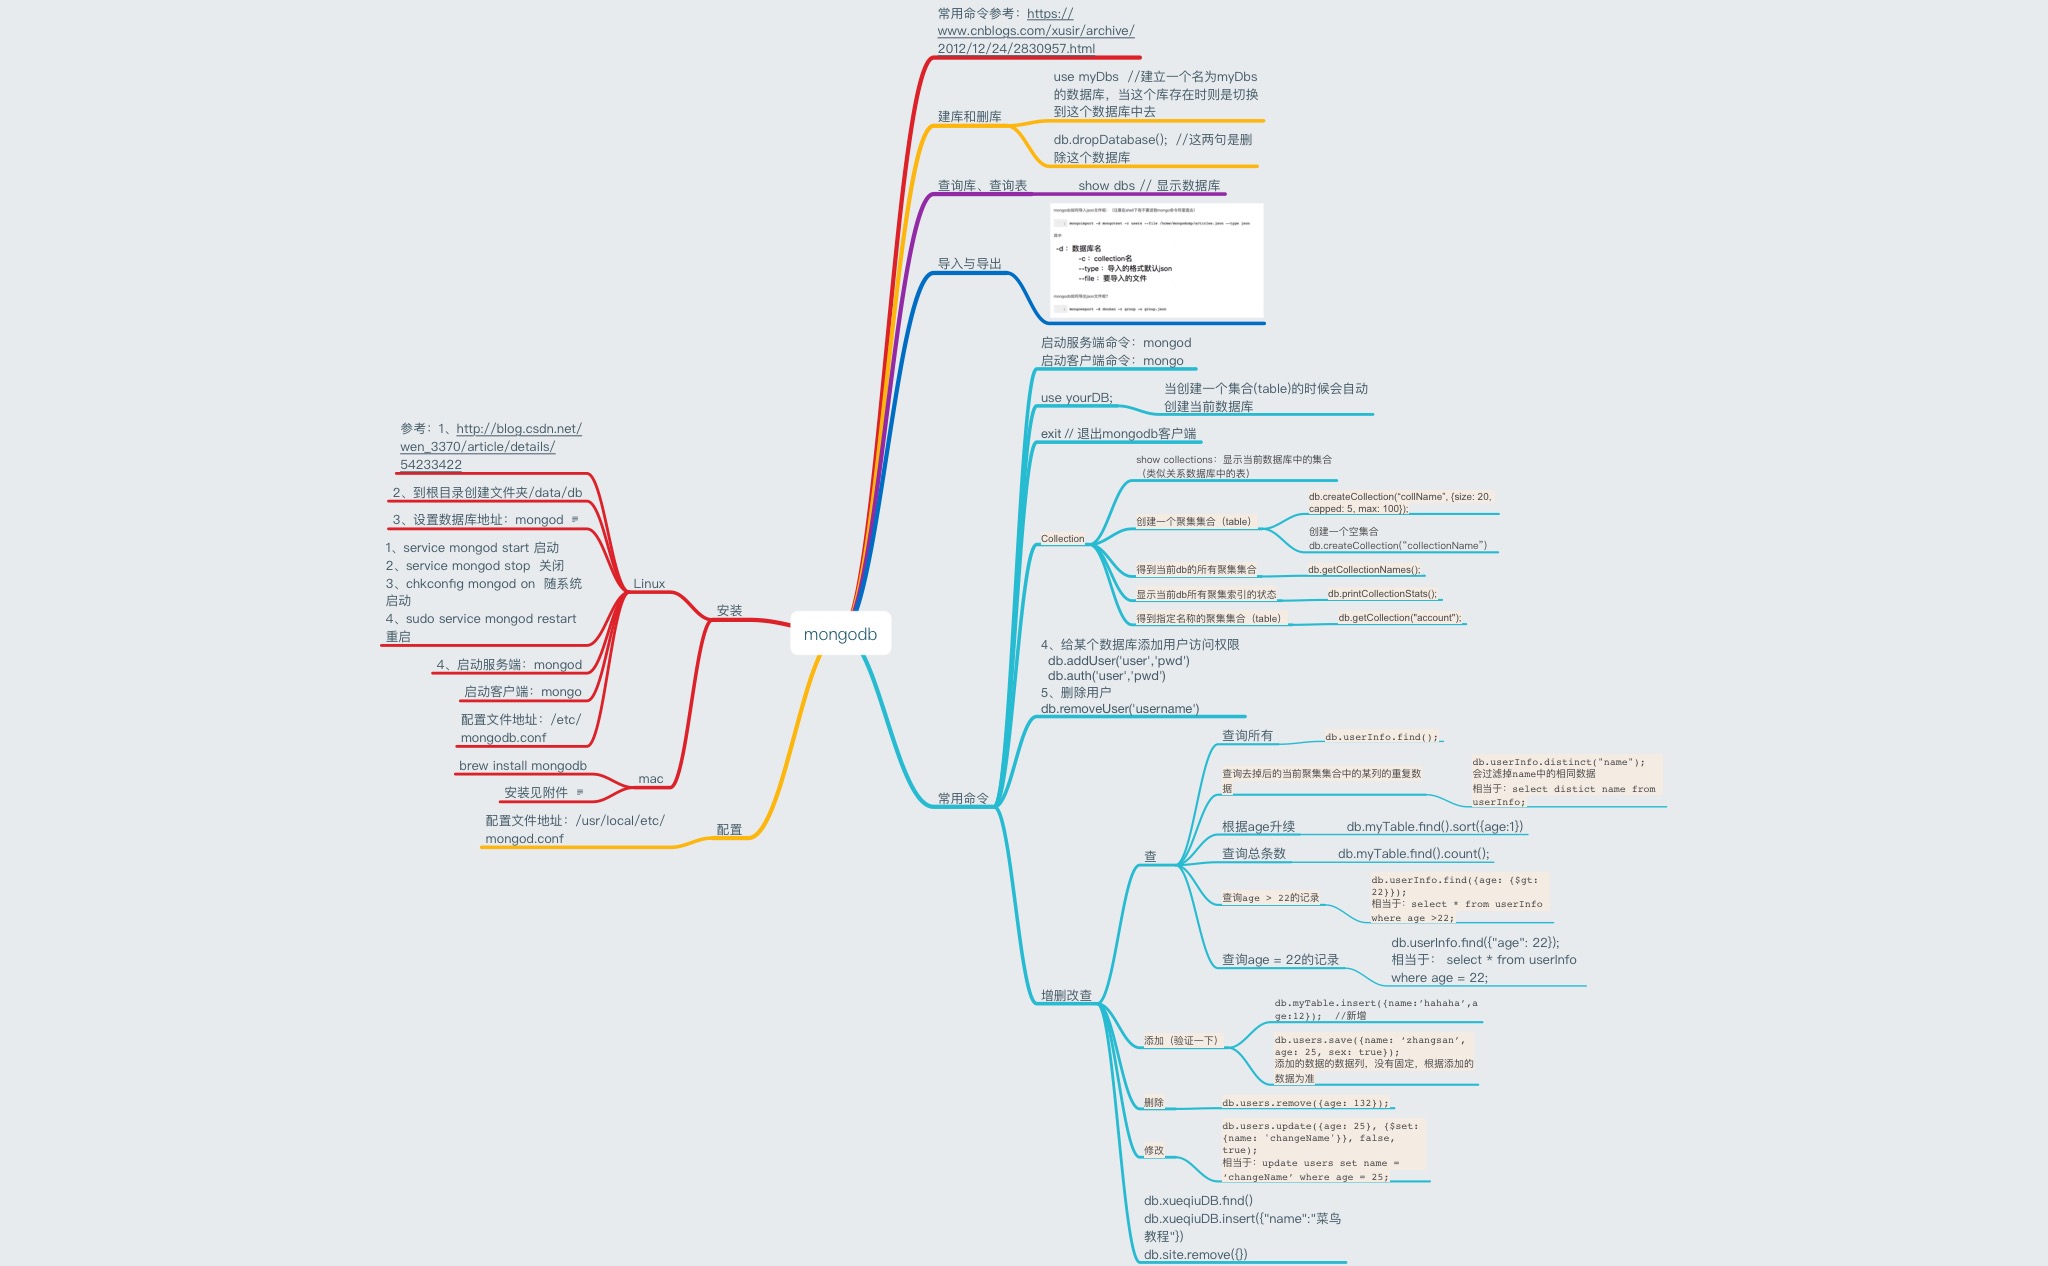 常用命令参考：https://
www.cnblogs.com/xusir/archive/
2012/12/24/2830957.html
建库和删库
use myDbs  //建立一个名为myDbs
的数据库，当这个库存在时则是切换
到这个数据库中去
db.dropDatabase();  //这两句是删
除这个数据库
查询库、查询表
show dbs // 显示数据库
导入与导出
-d ：数据库名
-c ：collection名
--type ：导入的格式默认json
--file ：要导入的文件
mongodb
安装
Linux
参考：1、http://blog.csdn.net/
wen_3370/article/details/
54233422
2、到根目录创建文件夹/data/db
3、设置数据库地址：mongod
1、service mongod start 启动
2、service mongod stop  关闭
3、chkconfig mongod on  随系统
启动
4、sudo service mongod restart
重启
4、启动服务端：mongod
启动客户端：mongo
配置文件地址：/etc/
mongodb.conf
mac
brew install mongodb
安装见附件
配置
配置文件地址：/usr/local/etc/
mongod.conf
常用命令
启动服务端命令：mongod
启动客户端命令：mongo
use yourDB;
当创建一个集合(table)的时候会自动
创建当前数据库
exit // 退出mongodb客户端
Collection
show collections：显示当前数据库中的集合
（类似关系数据库中的表）
创建一个聚集集合（table）
db.createCollection(“collName”, {size: 20,
capped: 5, max: 100});
创建一个空集合
db.createCollection(“collectionName”)
得到当前db的所有聚集集合
db.getCollectionNames();
显示当前db所有聚集索引的状态
db.printCollectionStats();
得到指定名称的聚集集合（table）
db.getCollection("account");
4、给某个数据库添加用户访问权限
db.addUser('user','pwd')
db.auth('user','pwd')
5、删除用户
db.removeUser('username')
增删改查
查
查询所有
db.userInfo.find();
查询去掉后的当前聚集集合中的某列的重复数
据
db.userInfo.distinct("name");
会过滤掉name中的相同数据
相当于：select distict name from
userInfo;
根据age升续
db.myTable.find().sort({age:1})
查询总条数
db.myTable.find().count();
查询age > 22的记录
db.userInfo.find({age: {$gt:
22}});
相当于：select * from userInfo
where age >22;
查询age = 22的记录
db.userInfo.find({"age": 22});
相当于： select * from userInfo
where age = 22;
添加（验证一下）
db.myTable.insert({name:’hahaha’,a
ge:12});  //新增
db.users.save({name: ‘zhangsan’,
age: 25, sex: true});
添加的数据的数据列，没有固定，根据添加的
数据为准
删除
db.users.remove({age: 132});
修改
db.users.update({age: 25}, {$set:
{name: 'changeName'}}, false,
true);
相当于：update users set name =
‘changeName’ where age = 25;
db.xueqiuDB.find()
db.xueqiuDB.insert({"name":"菜鸟
教程"})
db.site.remove({})